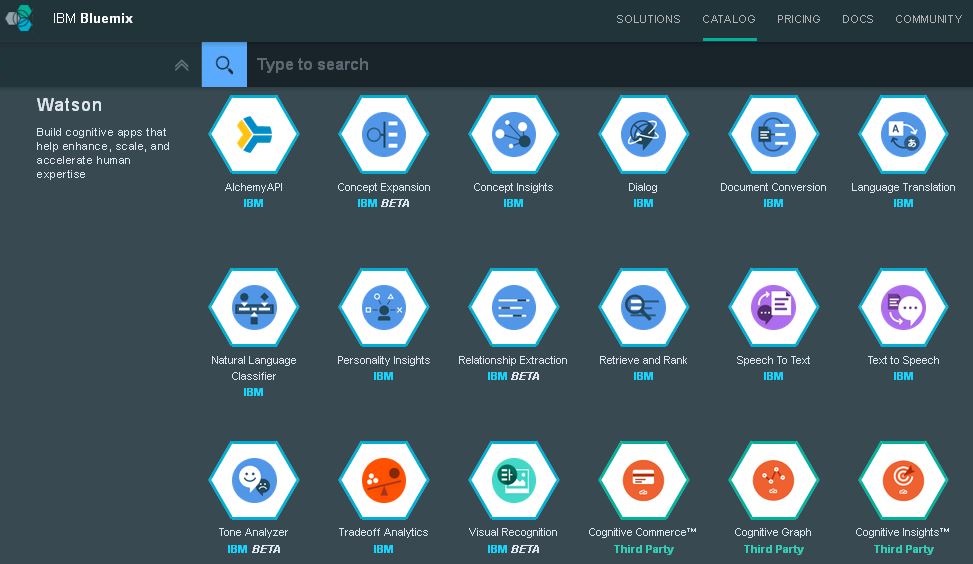 IBM Bluemix
SOLUTIONS CATALOG PRICING DOCS COMMUNITY
Type to search
Watson
Build cognitive apps that
help enhance, scale, and
accelerate human
expertise
A あ
AlchemyAPI Concept Expansion Concept Insights Dialog Document Conversion Language Translation
IBM IBM BETA IBM IBM IBM IBM
Natural Language Personality Insights Relationship Extraction Retrieve and Rank Speech To Text Text to Speech
Classifier IBM IBM BETA IBM IBM IBM
IBM
Tone Analyzer Tradeoff Analytics Visual Recognition Cognitive Commerce™ Cognitive Graph Cognitive Insights™
IBM BETA IBM IBM BETA Third Party Third Party Third Party